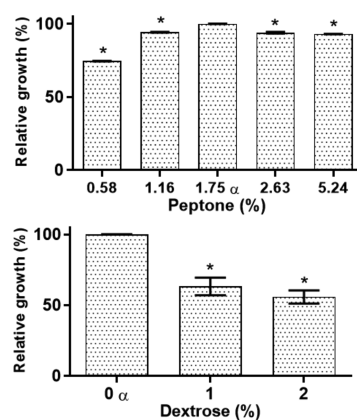 Relative growth (%)
100
50
0
*
*
*
*
0.58 1.16 1.75 α 2.63 5.24
Peptone (%)
Relative growth (%)
100
50
0
*
*
0 α 1 2
Dextrose (%)